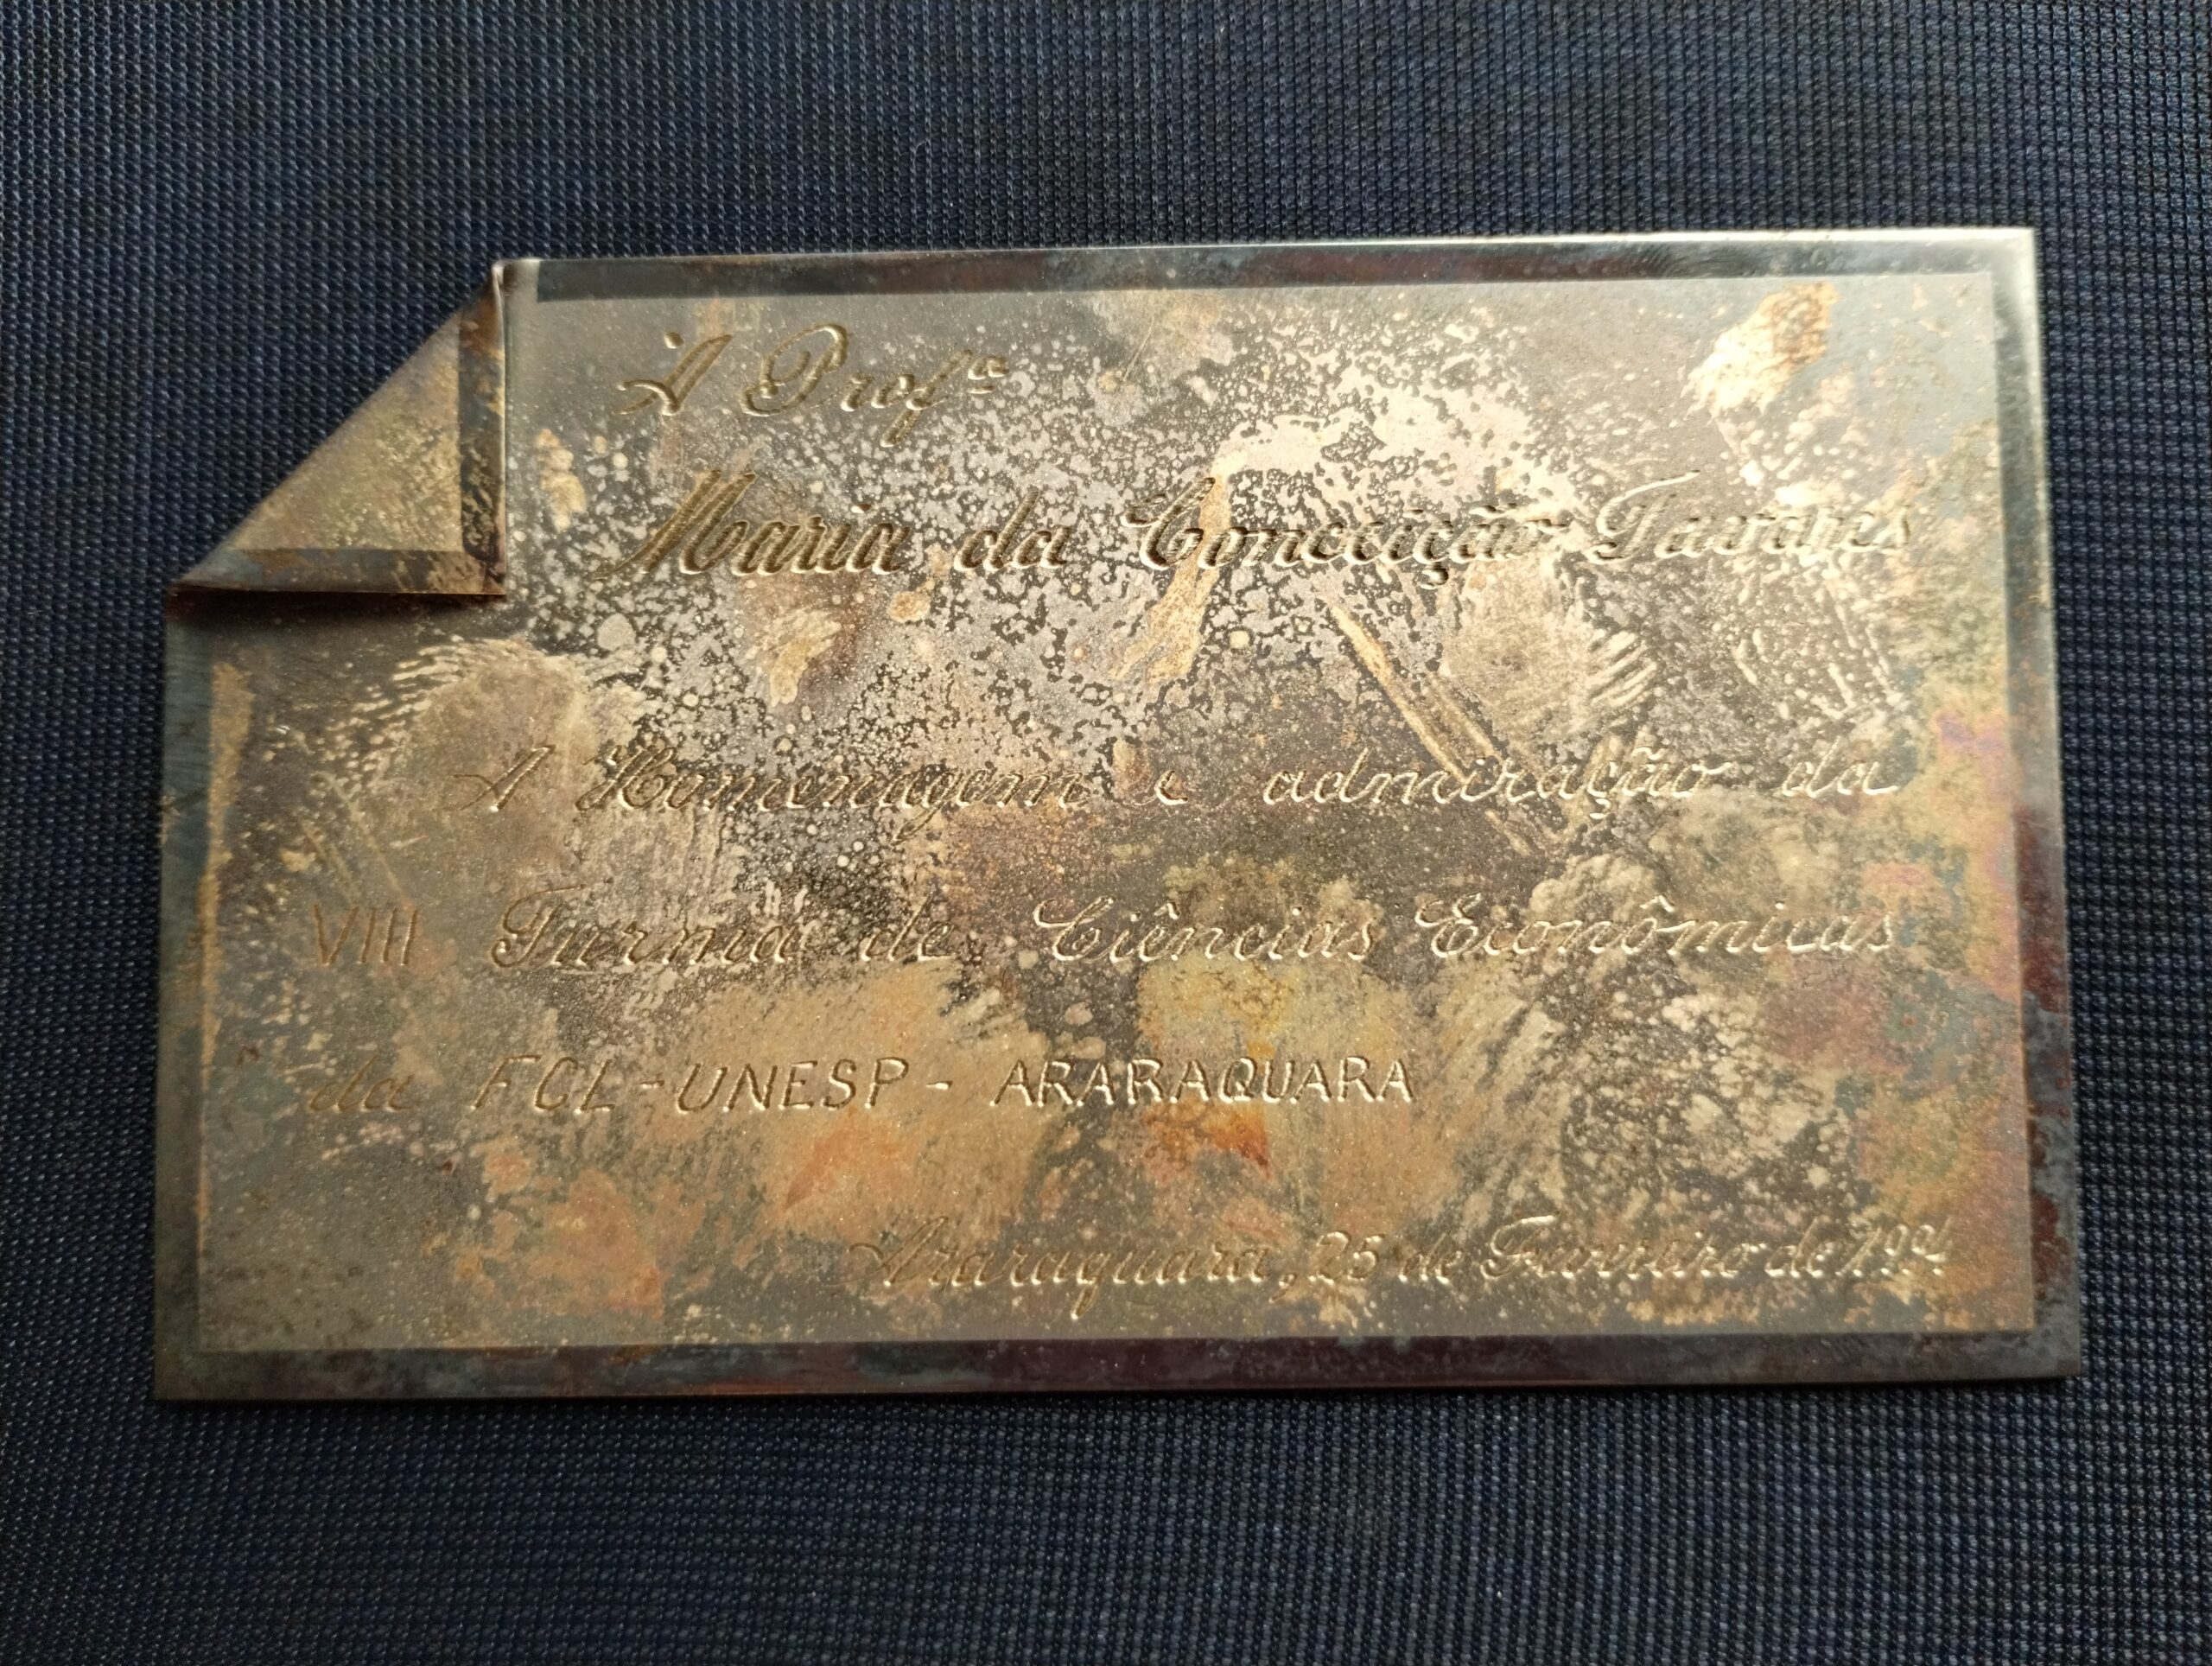 À Profª
Maria da Conceição Tavares
A Homenagem e admiração da
VIII Turma de Ciências Econômicas
da FCL-UNESP - ARARAQUARA
Araraquara, 25 de Fevereiro de